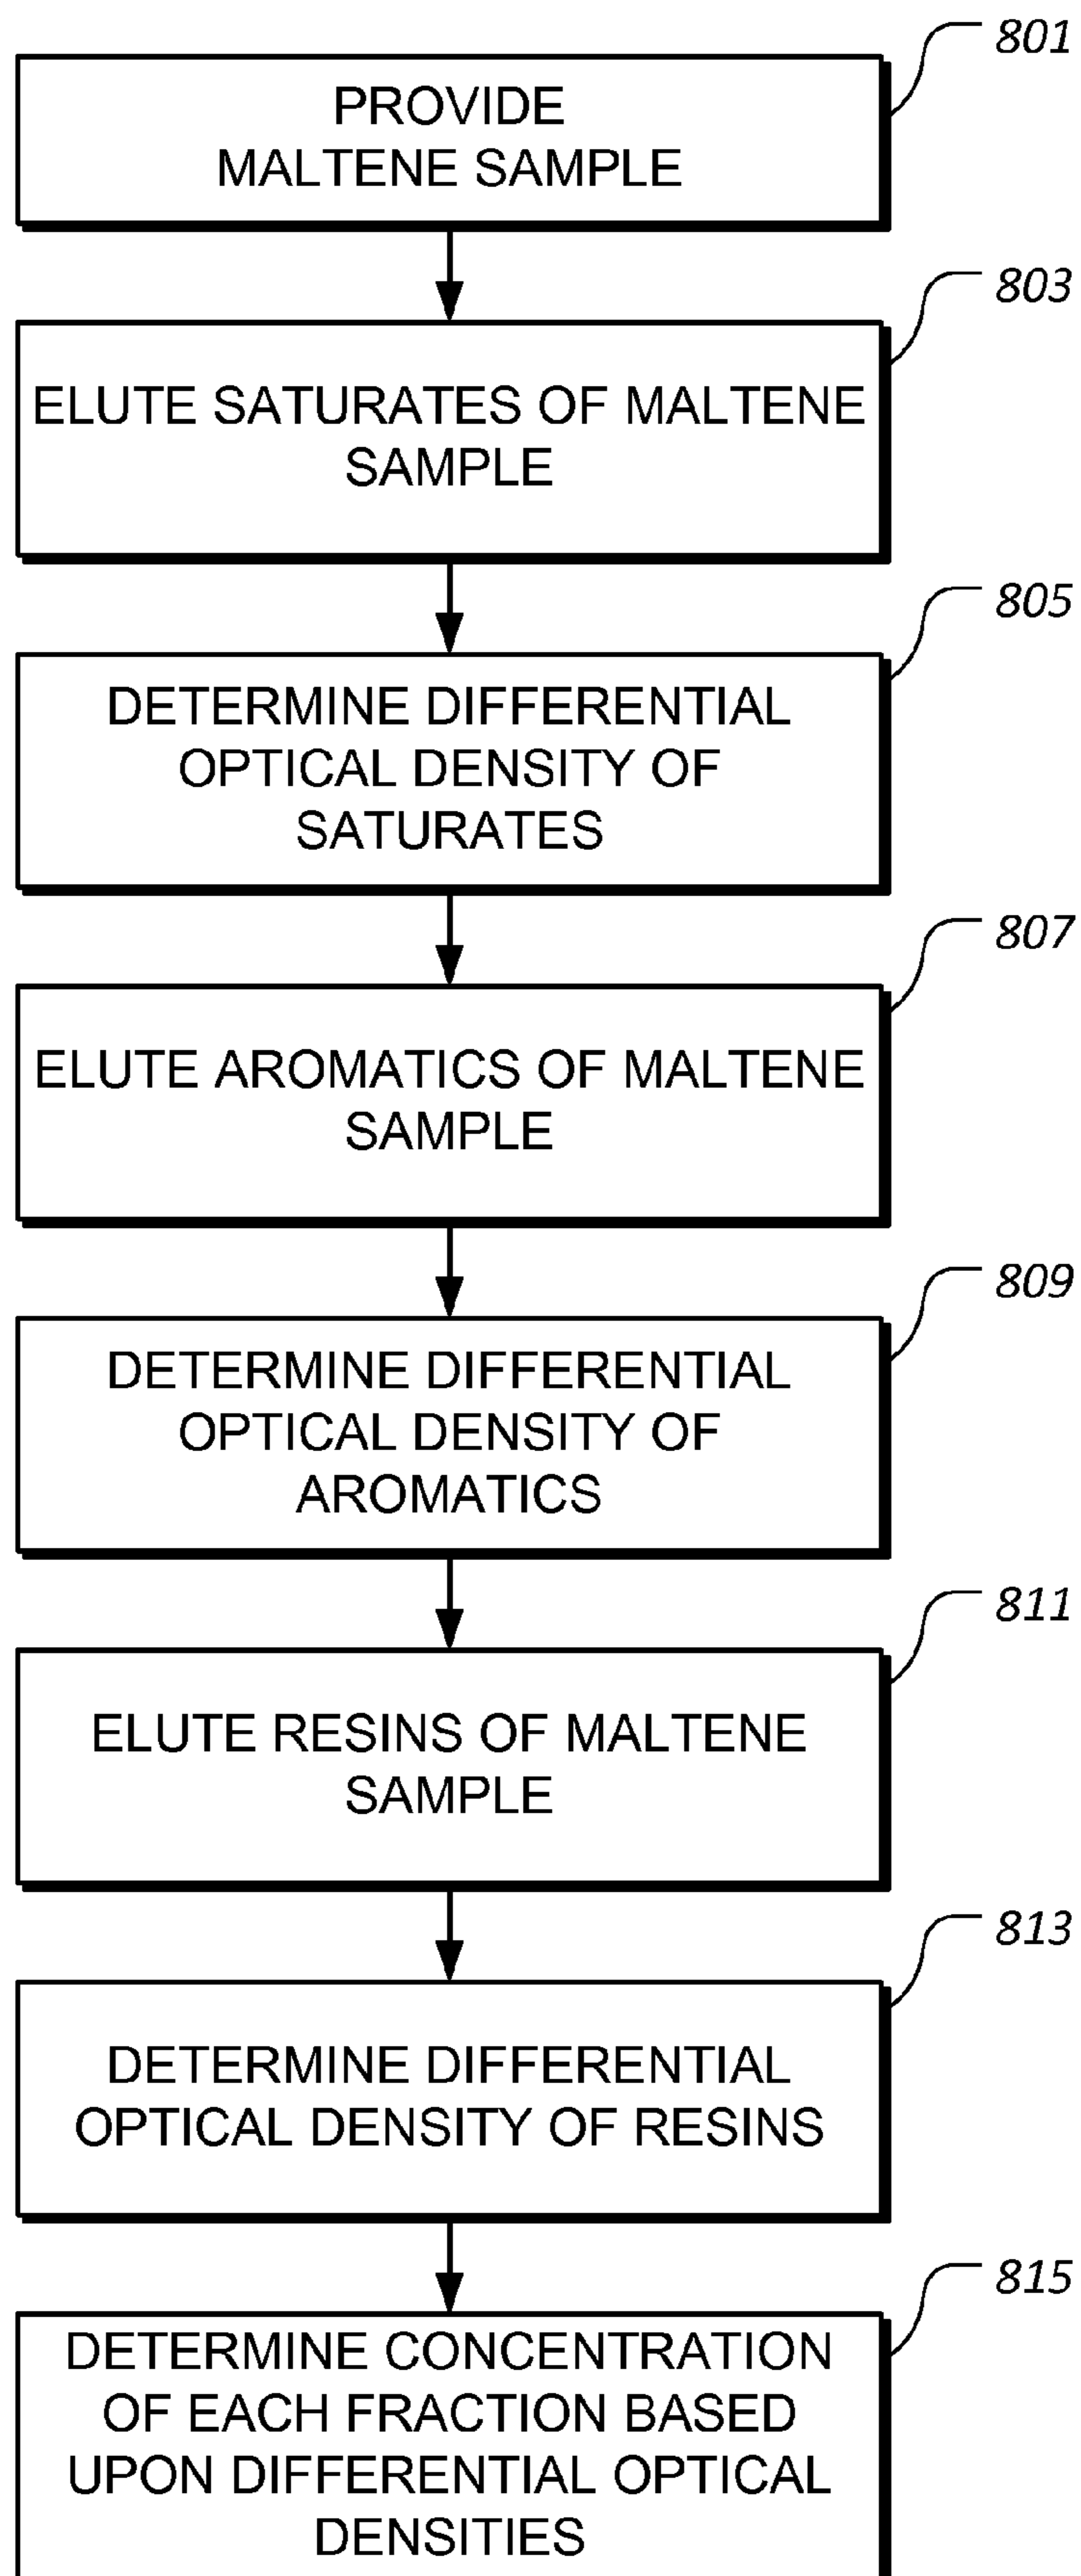 801
PROVIDE
MALTENE SAMPLE
803
ELUTE SATURATES OF MALTENE
SAMPLE
805
DETERMINE DIFFERENTIAL
OPTICAL DENSITY OF
SATURATES
807
ELUTE AROMATICS OF MALTENE
SAMPLE
809
DETERMINE DIFFERENTIAL
OPTICAL DENSITY OF
AROMATICS
811
ELUTE RESINS OF MALTENE
SAMPLE
813
DETERMINE DIFFERENTIAL
OPTICAL DENSITY OF RESINS
815
DETERMINE CONCENTRATION
OF EACH FRACTION BASED
UPON DIFFERENTIAL OPTICAL
DENSITIES